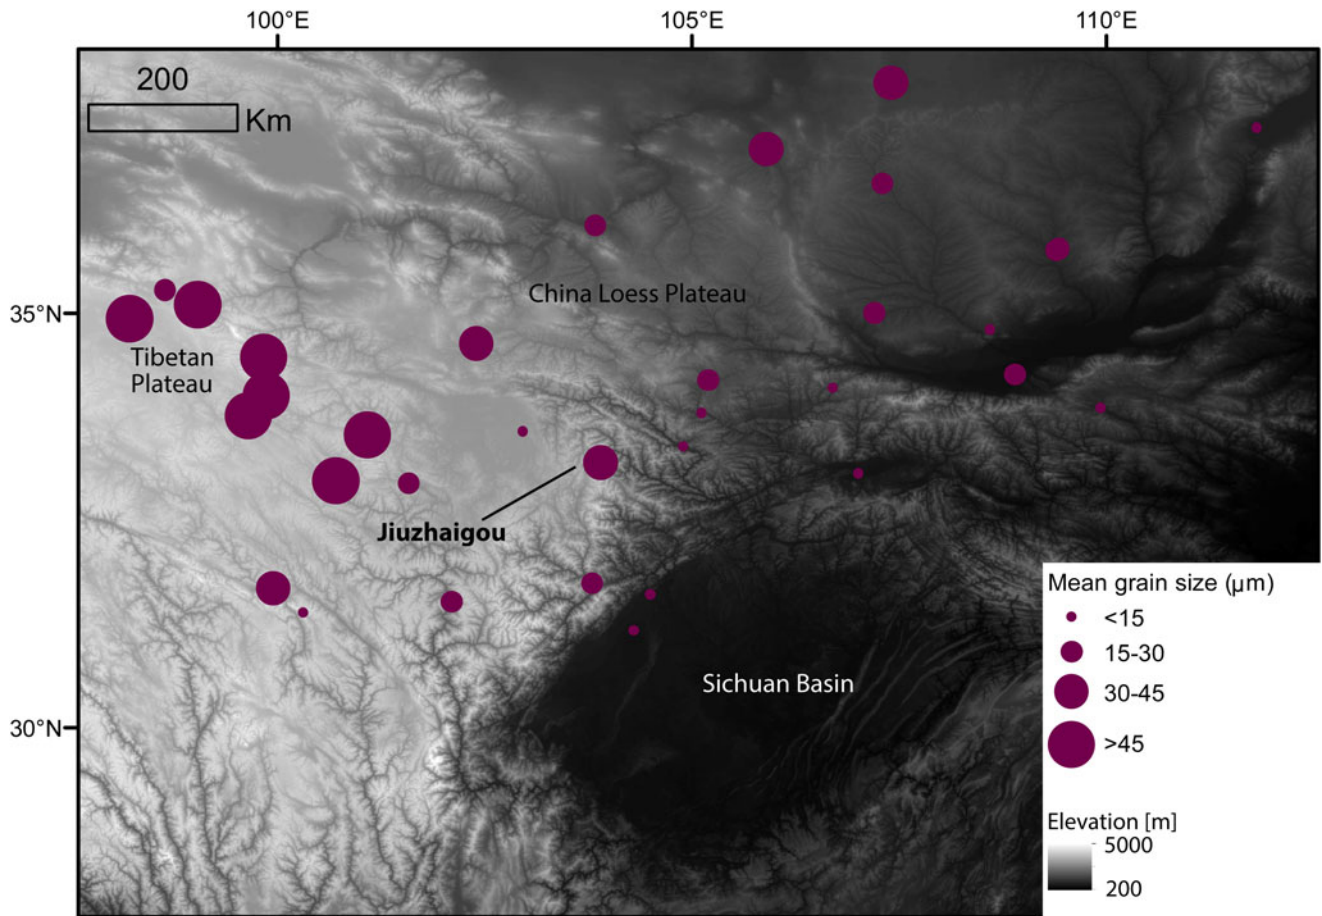 100°E
105°E
110°E
200
Km
35°N
China Loess Plateau
Tibetan
Plateau
Jiuzhaigou
Sichuan Basin
30°N
Mean grain size (µm)
<15
15-30
30-45
>45
Elevation [m]
5000
200